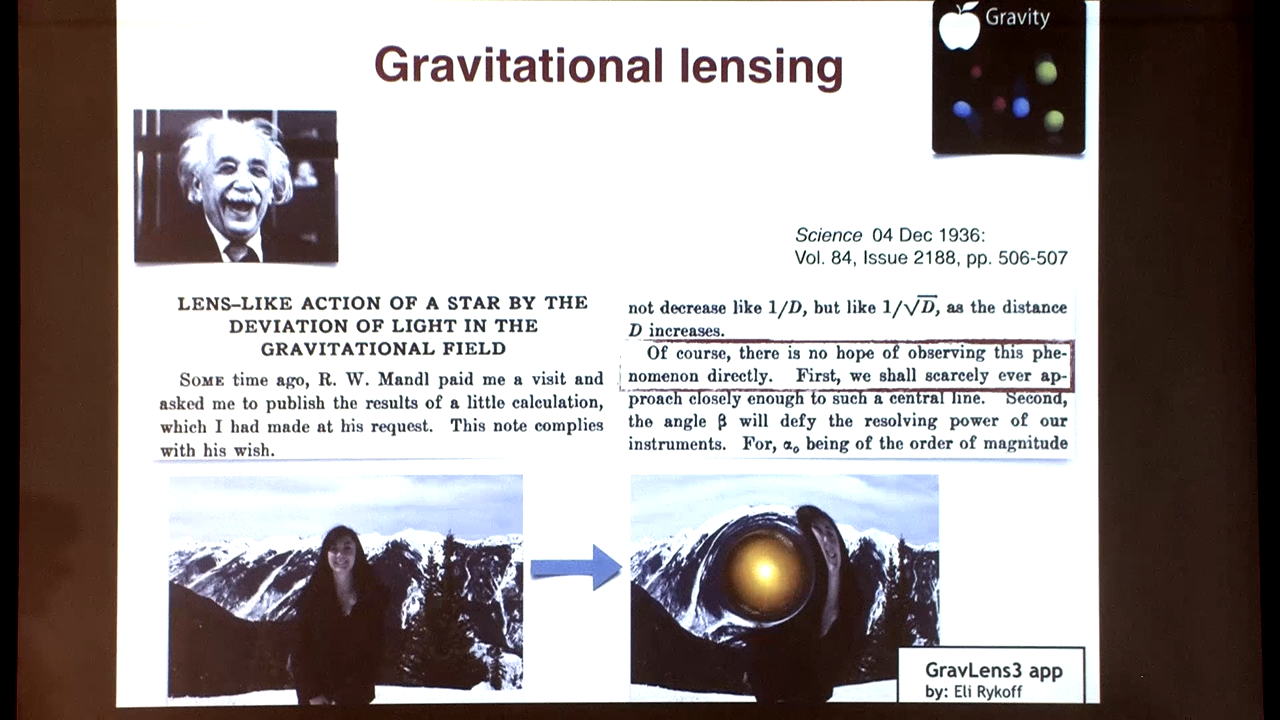 Gravity
Gravitational lensing
Science 04 Dec 1936:
Vol. 84, Issue 2188, pp. 506-507
LENS-LIKE ACTION OF A STAR BY THE
DEVIATION OF LIGHT IN THE
GRAVITATIONAL FIELD
SOME time ago, R. W. Mandl paid me a visit and
asked me to publish the results of a little calculation,
which I had made at his request. This note complies
with his wish.
not decrease like 1/D, but like 1/√D, as the distance
D increases.
Of course, there is no hope of observing this phe-
nomenon directly. First, we shall scarcely ever ap-
proach closely enough to such a central line. Second,
the angle β will defy the resolving power of our
instruments. For, α₀ being of the order of magnitude
GravLens3 app
by: Eli Rykoff